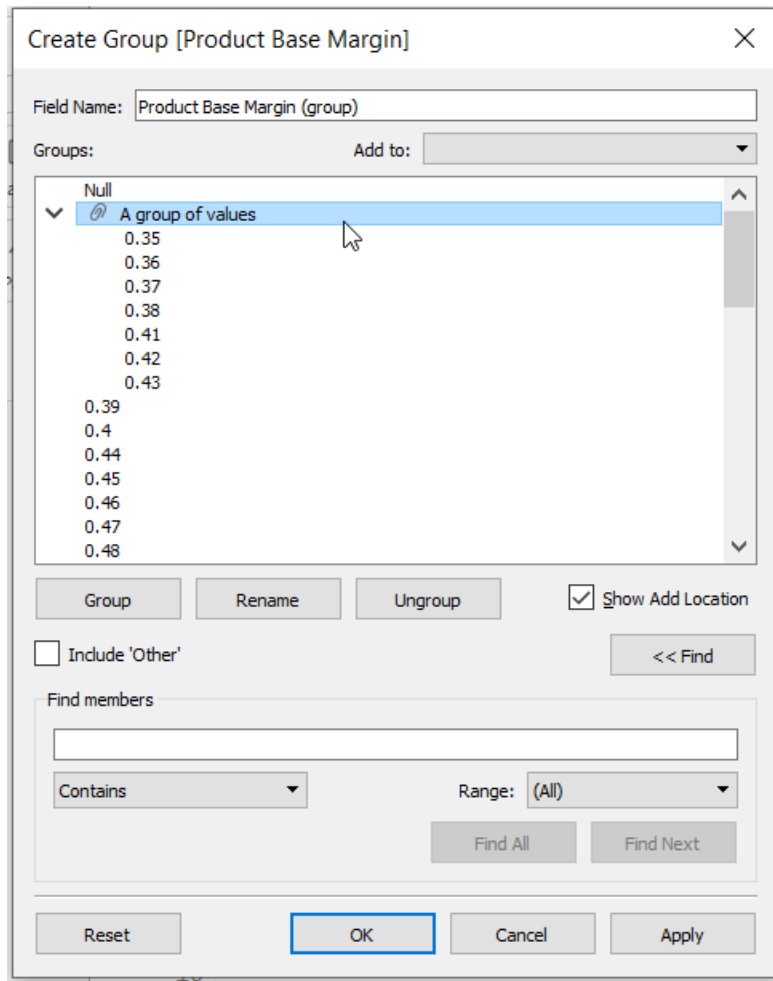 Create Group [Product Base Margin]
Field Name: Product Base Margin (group)
Groups: Add to:
Null
A group of values
0.35
0.36
0.37
0.38
0.41
0.42
0.43
0.39
0.4
0.44
0.45
0.46
0.47
0.48
Group Rename Ungroup Show Add Location
Include 'Other' << Find
Find members
Contains Range: (All)
Find All Find Next
Reset OK Cancel Apply